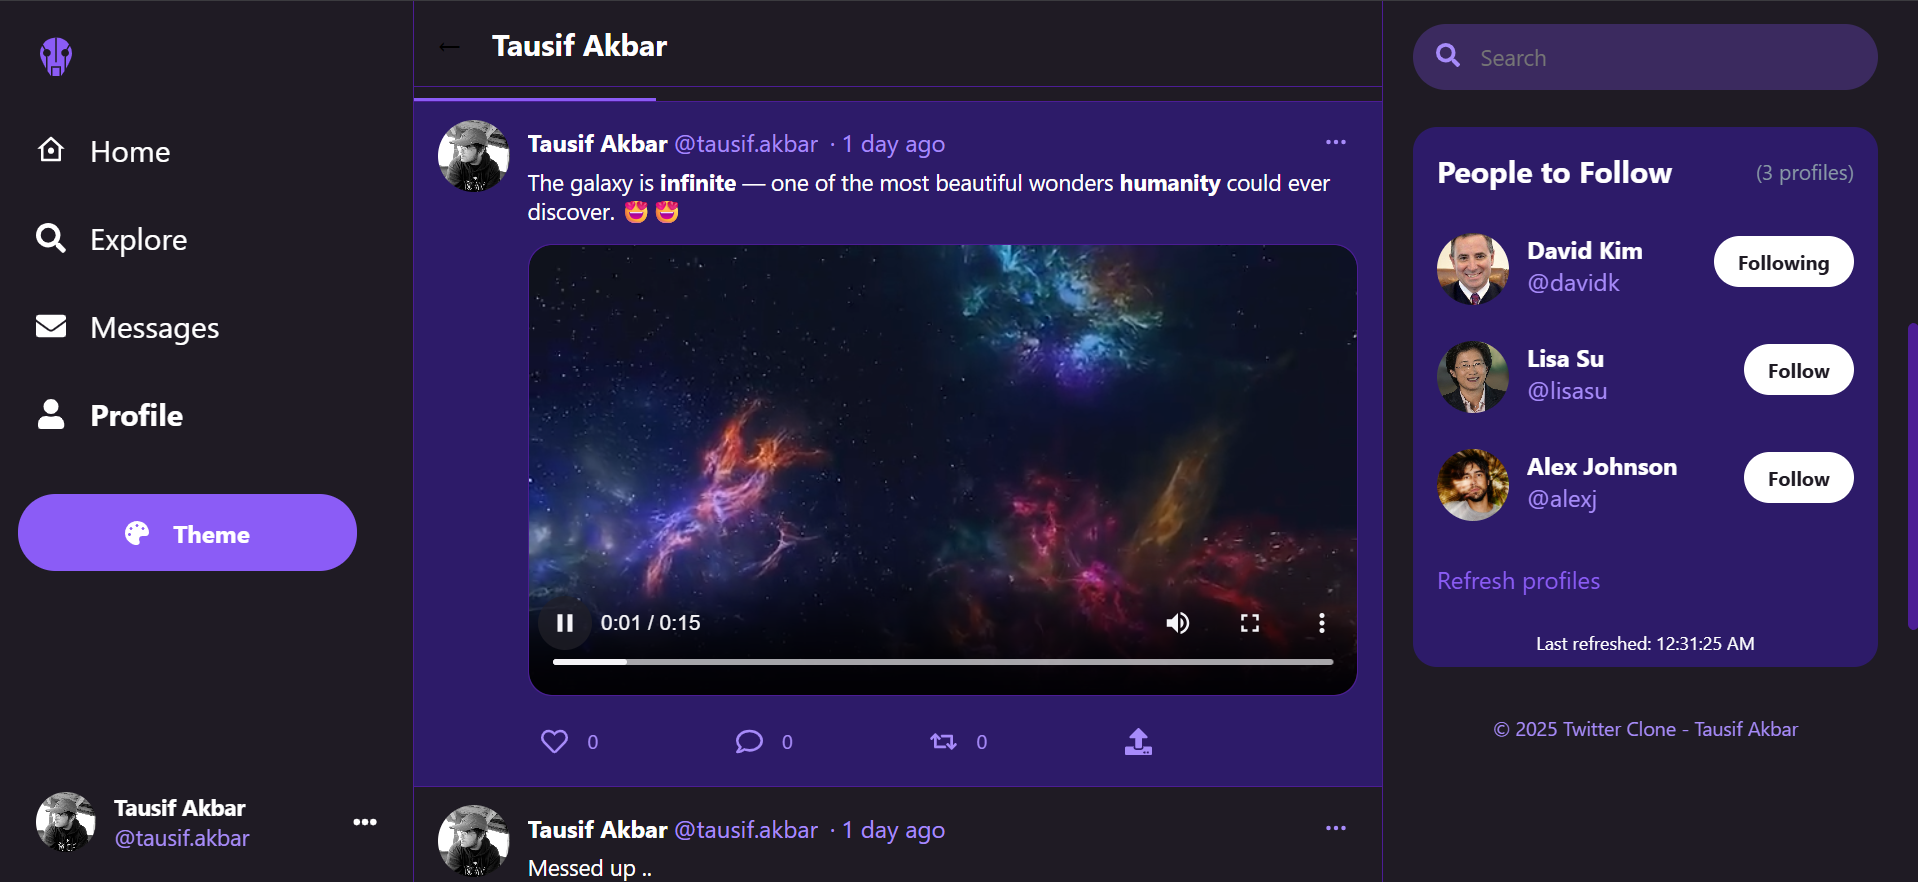 Home
Explore
Messages
Profile
Theme
Tausif Akbar
@tausif.akbar
← Tausif Akbar
Tausif Akbar @tausif.akbar · 1 day ago
The galaxy is infinite — one of the most beautiful wonders humanity could ever
discover. 🤩 🤩
0:01 / 0:15
0 0 0
Tausif Akbar @tausif.akbar · 1 day ago
Messed up ..
Search
People to Follow (3 profiles)
David Kim
@davidk
Following
Lisa Su
@lisasu
Follow
Alex Johnson
@alexj
Follow
Refresh profiles
Last refreshed: 12:31:25 AM
© 2025 Twitter Clone - Tausif Akbar